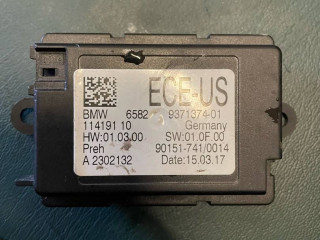 ECE-US
BMW 6582 9371374-01
114191 10 Germany
HW:01.03.00 SW:01.0F.00
Preh 90151-741/0014
A 2302132 Date:15.03.17